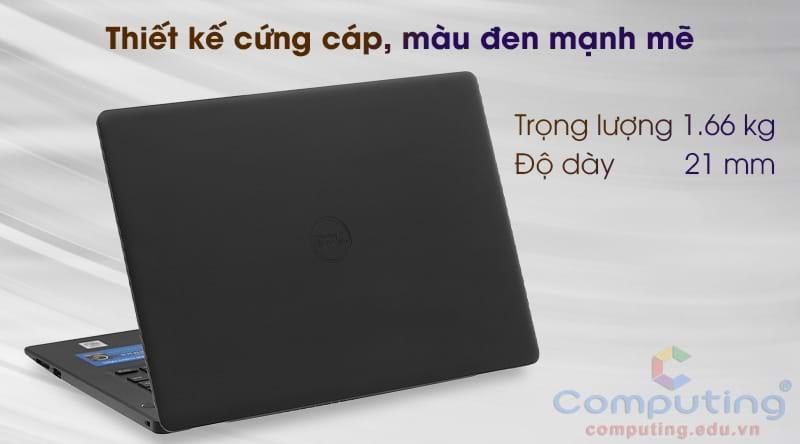 Thiết kế cứng cáp, màu đen mạnh mẽ
Trọng lượng 1.66 kg
Độ dày 21 mm
DELL
Computing®
computing.edu.vn